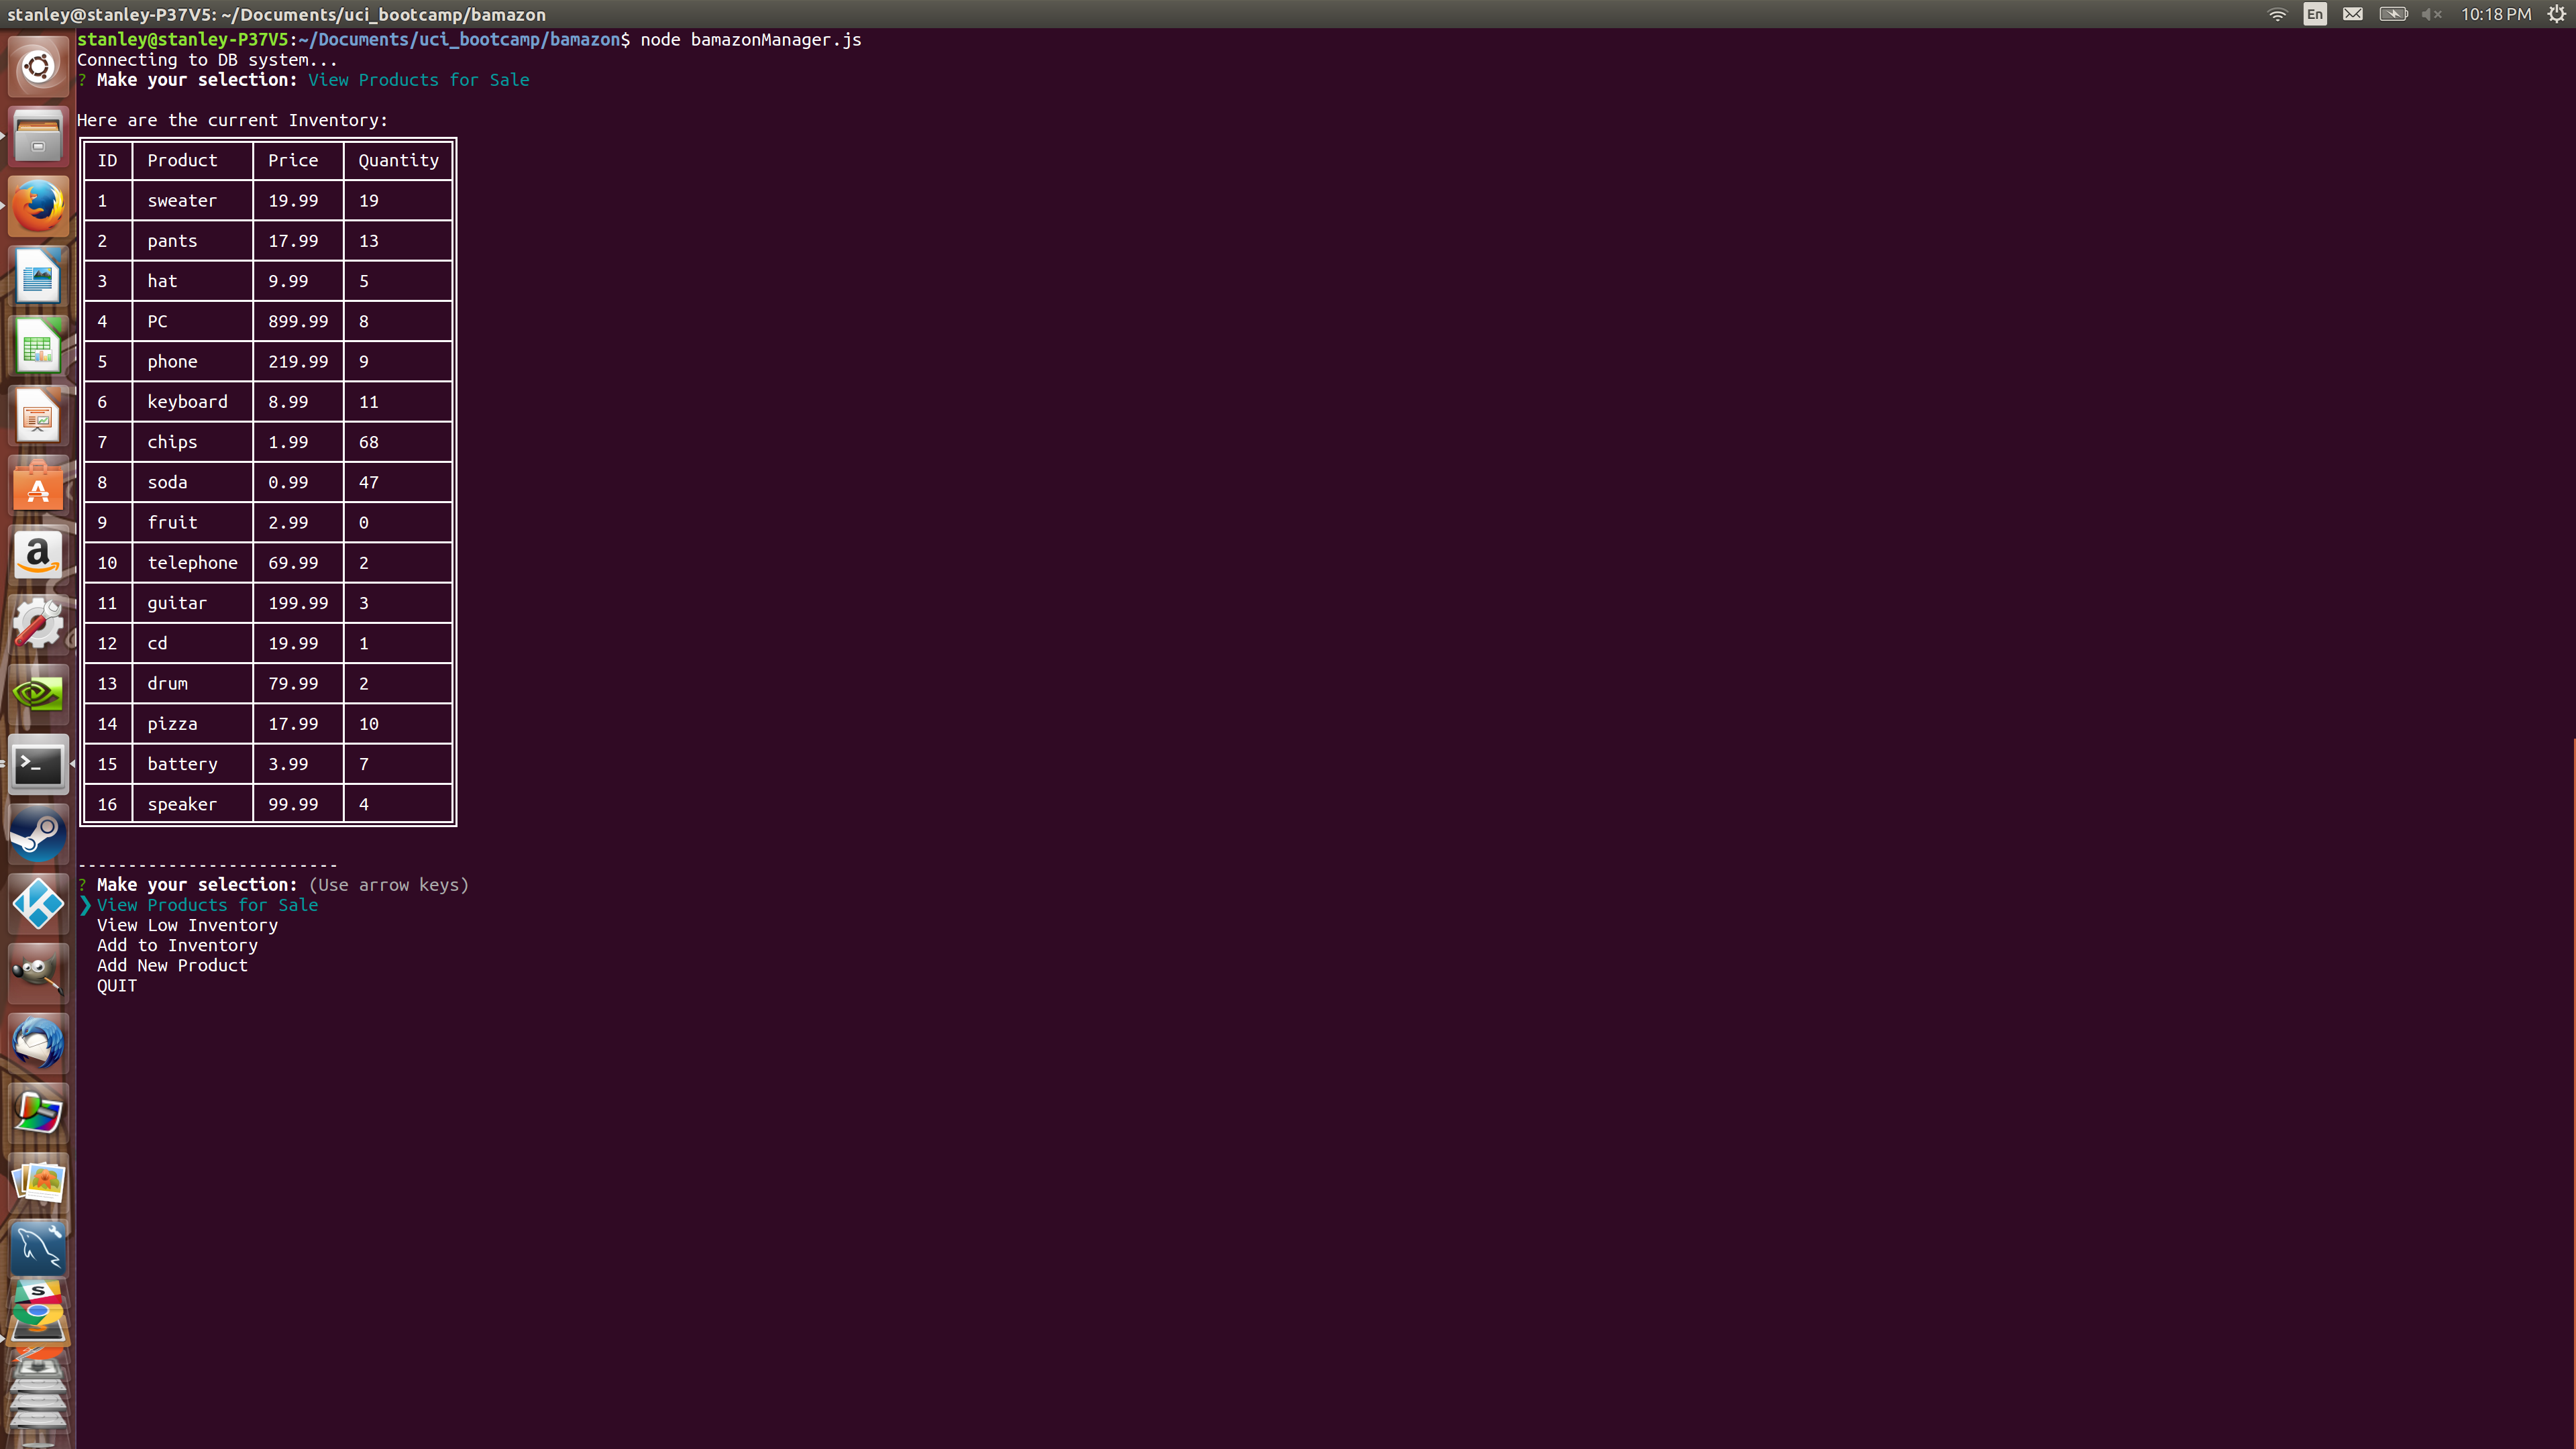 stanley@stanley-P37V5: ~/Documents/uci_bootcamp/bamazon
En
10:18 PM
stanley@stanley-P37V5:~/Documents/uci_bootcamp/bamazon$ node bamazonManager.js
Connecting to DB system...
? Make your selection: View Products for Sale
Here are the current Inventory:
ID Product Price Quantity
1 sweater 19.99 19
2 pants 17.99 13
3 hat 9.99 5
4 PC 899.99 8
5 phone 219.99 9
6 keyboard 8.99 11
7 chips 1.99 68
8 soda 0.99 47
9 fruit 2.99 0
10 telephone 69.99 2
11 guitar 199.99 3
12 cd 19.99 1
13 drum 79.99 2
14 pizza 17.99 10
15 battery 3.99 7
16 speaker 99.99 4
--------------------------
? Make your selection: (Use arrow keys)
❯ View Products for Sale
View Low Inventory
Add to Inventory
Add New Product
QUIT